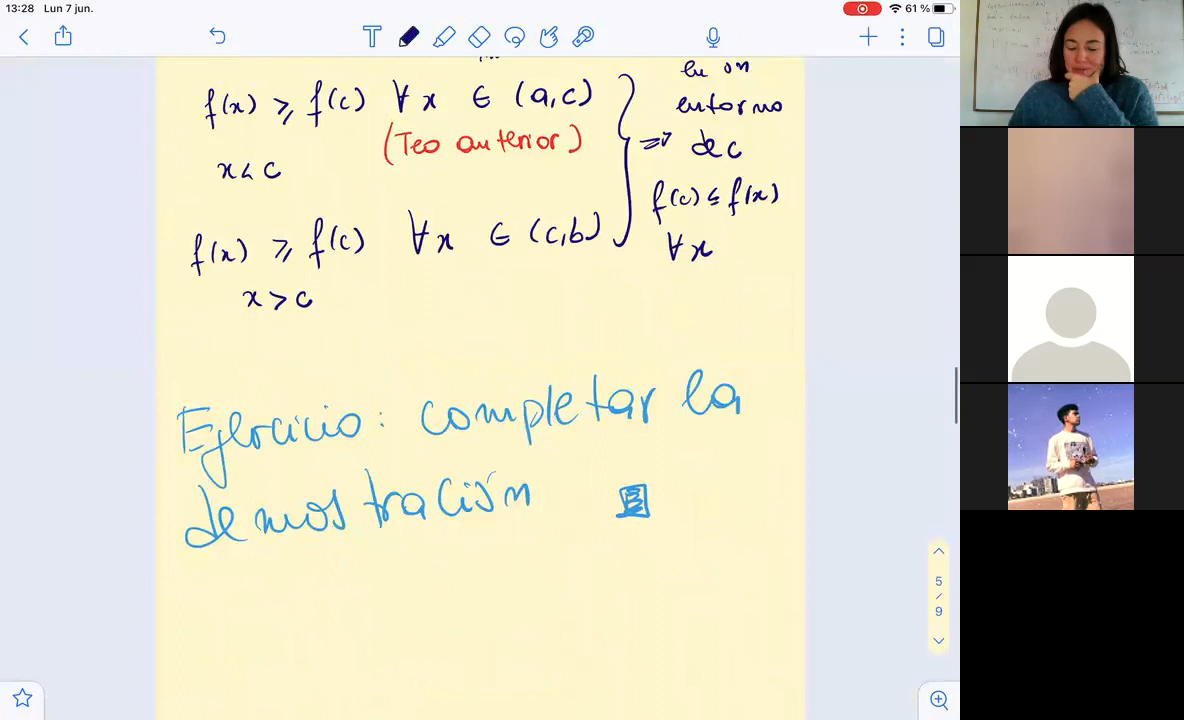 13:28 Lun 7 jun.
61 %
en un
f(x) ⩾ f(c) ∀x ∈ (a,c)
entorno
(Teo anterior)
⇒ de c
x < c
f(c) ≤ f(x)
f(x) ⩾ f(c) ∀x ∈ (c,b)
∀x
x > c
Ejercicio: completar la
demostración
5
/
9